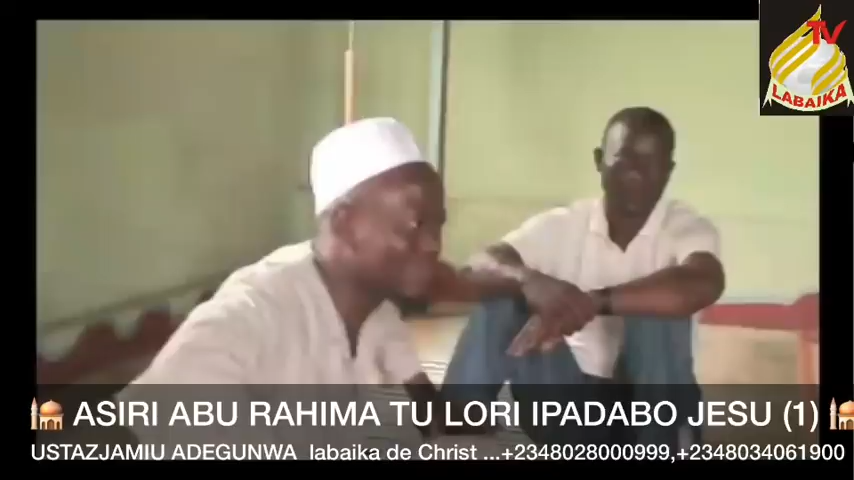 TV
LABAIKA
ASIRI ABU RAHIMA TU LORI IPADABO JESU (1)
USTAZJAMIU ADEGUNWA labaika de Christ ...+2348028000999,+2348034061900